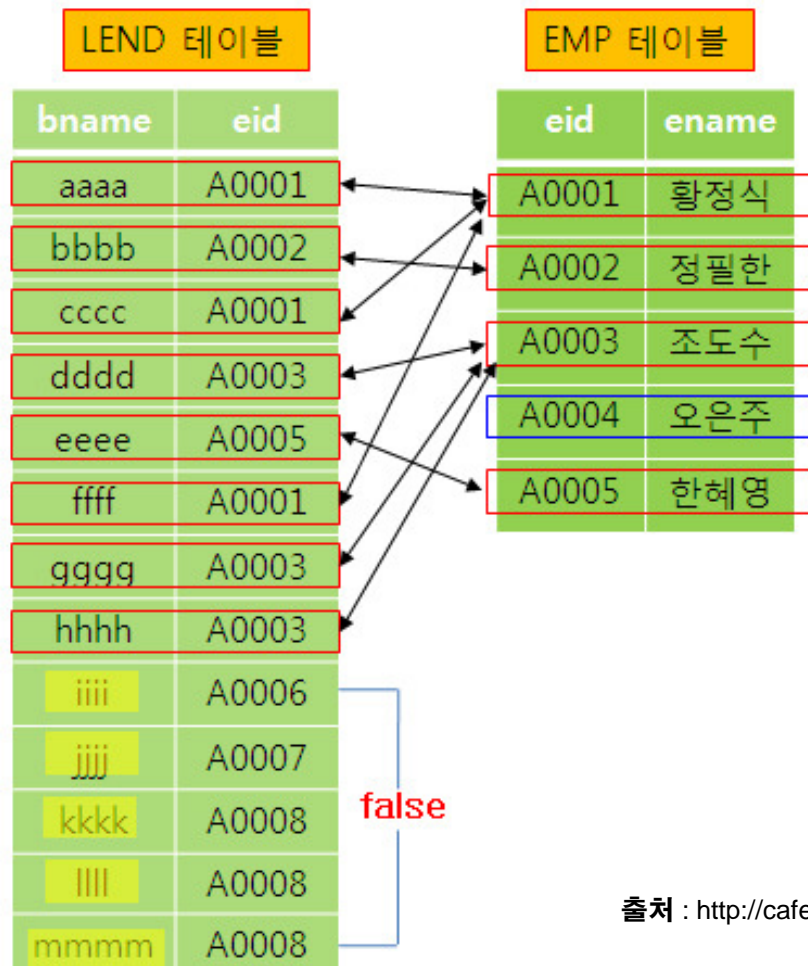 LEND 테이블 EMP 테이블
bname eid eid ename
aaaa A0001 A0001 황정식
bbbb A0002 A0002 정필한
cccc A0001 A0003 조도수
dddd A0003 A0004 오은주
eeee A0005 A0005 한혜영
ffff A0001
gggg A0003
hhhh A0003
iiii A0006
jjjj A0007
kkkk A0008
false
llll A0008
출처 : http://cafe
mmmm A0008